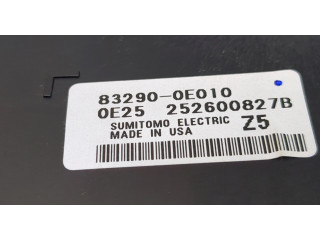 83290-0E010
0E25 252600827B
SUMITOMO ELECTRIC Z5
MADE IN USA